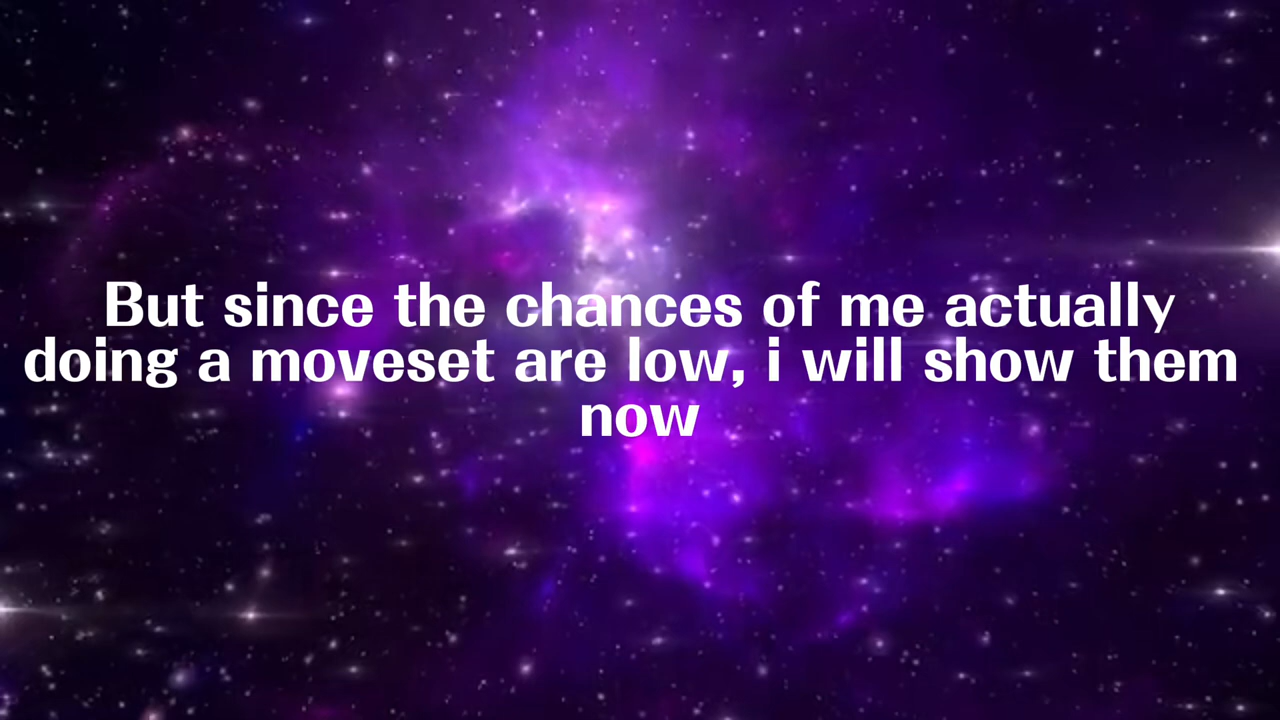 But since the chances of me actually
doing a moveset are low, i will show them
now